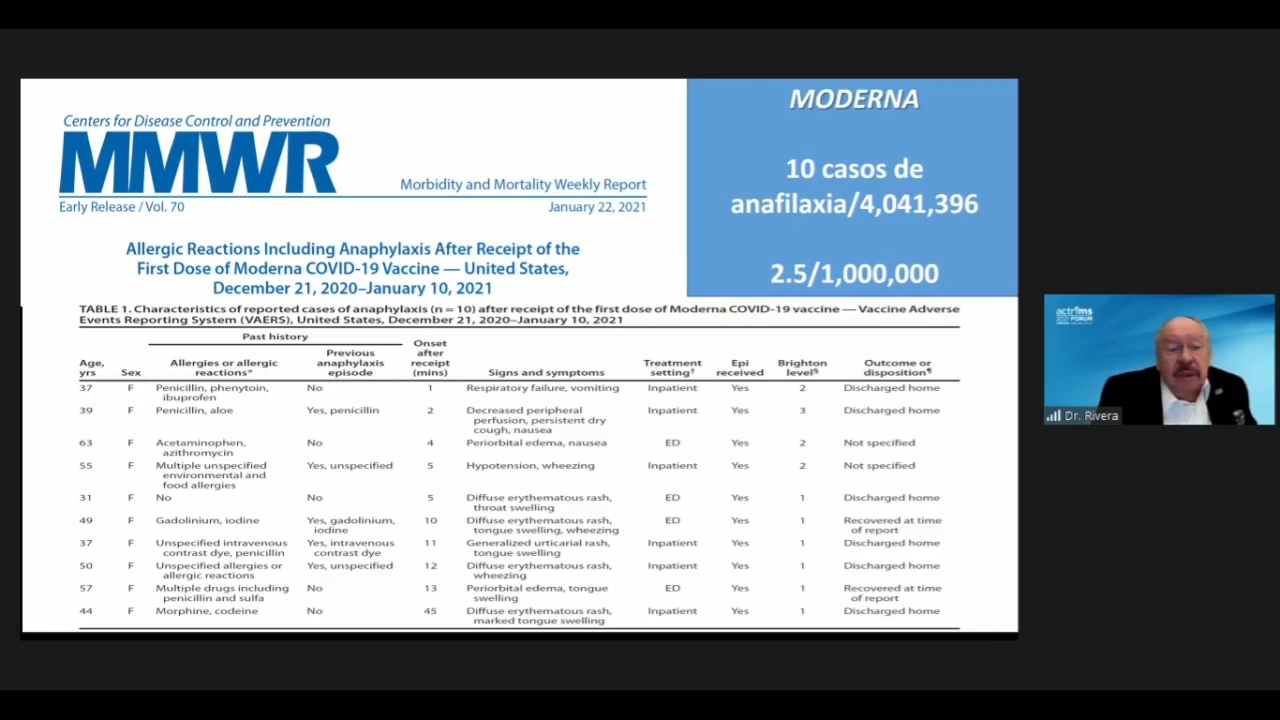 Centers for Disease Control and Prevention
MMWR
Morbidity and Mortality Weekly Report
Early Release / Vol. 70
January 22, 2021
MODERNA
10 casos de
anafilaxia/4,041,396
2.5/1,000,000
Allergic Reactions Including Anaphylaxis After Receipt of the
First Dose of Moderna COVID-19 Vaccine — United States,
December 21, 2020–January 10, 2021
TABLE 1. Characteristics of reported cases of anaphylaxis (n = 10) after receipt of the first dose of Moderna COVID-19 vaccine — Vaccine Adverse
Events Reporting System (VAERS), United States, December 21, 2020–January 10, 2021
Past history
Age, yrs Sex Allergies or allergic reactions* Previous anaphylaxis episode Onset after receipt (mins) Signs and symptoms Treatment setting† Epi received Brighton level§ Outcome or disposition¶
37 F Penicillin, phenytoin, ibuprofen No 1 Respiratory failure, vomiting Inpatient Yes 2 Discharged home
39 F Penicillin, aloe Yes, penicillin 2 Decreased peripheral perfusion, persistent dry cough, nausea Inpatient Yes 3 Discharged home
63 F Acetaminophen, azithromycin No 4 Periorbital edema, nausea ED Yes 2 Not specified
55 F Multiple unspecified environmental and food allergies Yes, unspecified 5 Hypotension, wheezing Inpatient Yes 2 Not specified
31 F No No 5 Diffuse erythematous rash, throat swelling ED Yes 1 Discharged home
49 F Gadolinium, iodine Yes, gadolinium, iodine 10 Diffuse erythematous rash, tongue swelling, wheezing ED Yes 1 Recovered at time of report
37 F Unspecified intravenous contrast dye, penicillin Yes, intravenous contrast dye 11 Generalized urticarial rash, tongue swelling Inpatient Yes 1 Discharged home
50 F Unspecified allergies or allergic reactions Yes, unspecified 12 Diffuse erythematous rash, wheezing Inpatient Yes 1 Discharged home
57 F Multiple drugs including penicillin and sulfa No 13 Periorbital edema, tongue swelling ED Yes 1 Recovered at time of report
44 F Morphine, codeine No 45 Diffuse erythematous rash, marked tongue swelling Inpatient Yes 1 Discharged home
FORUM
Dr. Rivera